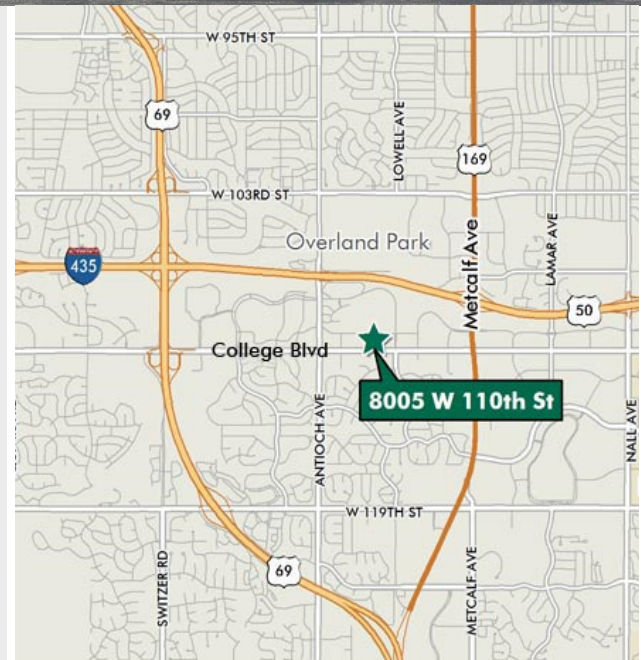 W 95TH ST
69
LOWELL AVE
169
W 103RD ST
Overland Park
Metcalf Ave
LAMAR AVE
435
50
College Blvd
8005 W 110th St
ANTIOCH AVE
NALL AVE
W 119TH ST
SWITZER RD
69
METCALF AVE